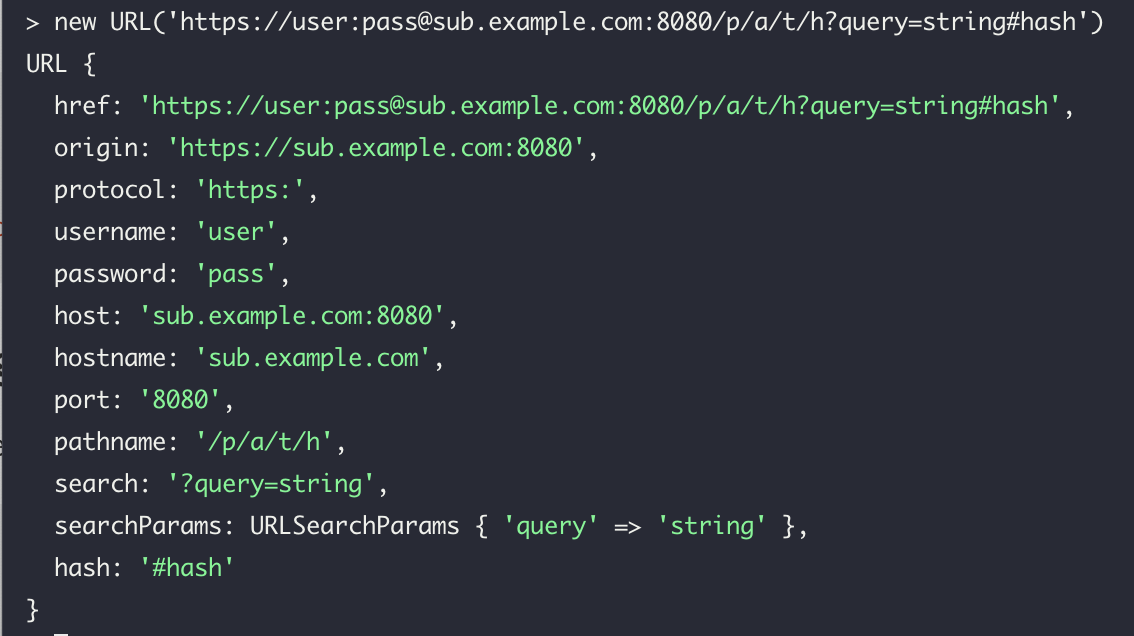 > new URL('https://user:pass@sub.example.com:8080/p/a/t/h?query=string#hash')
URL {
  href: 'https://user:pass@sub.example.com:8080/p/a/t/h?query=string#hash',
  origin: 'https://sub.example.com:8080',
  protocol: 'https:',
  username: 'user',
  password: 'pass',
  host: 'sub.example.com:8080',
  hostname: 'sub.example.com',
  port: '8080',
  pathname: '/p/a/t/h',
  search: '?query=string',
  searchParams: URLSearchParams { 'query' => 'string' },
  hash: '#hash'
}